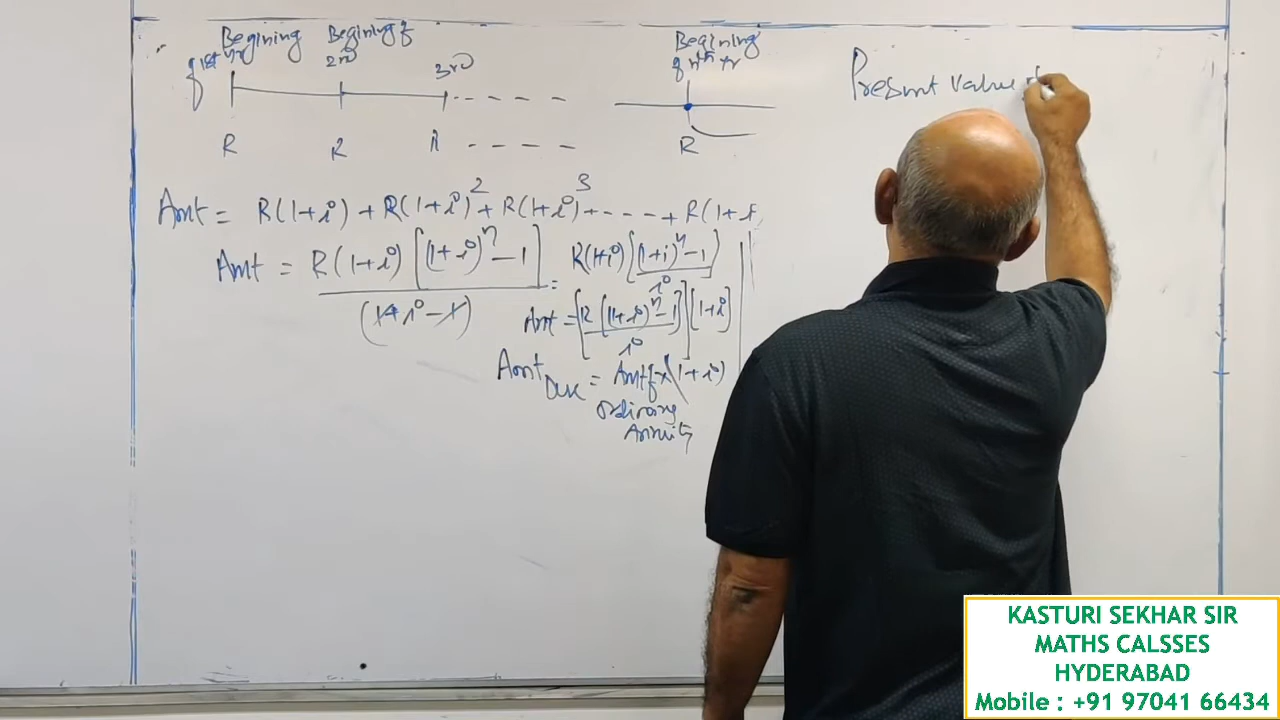 Begining Begining of Begining
of 1st yr 2nd 3rd of nth yr
R R R - - - - R
Amt = R(1+i) + R(1+i)² + R(1+i)³ + - - - - + R(1+i
Amt = R(1+i) [(1+i)ⁿ - 1] / (1+i-1) = R(1+i) [(1+i)ⁿ - 1] / i
Amt = [R [(1+i)ⁿ - 1] / i] [1+i]
Amt Due = Amt of x (1+i)
Ordinary
Annuity
Present value
KASTURI SEKHAR SIR
MATHS CALSSES
HYDERABAD
Mobile : +91 97041 66434